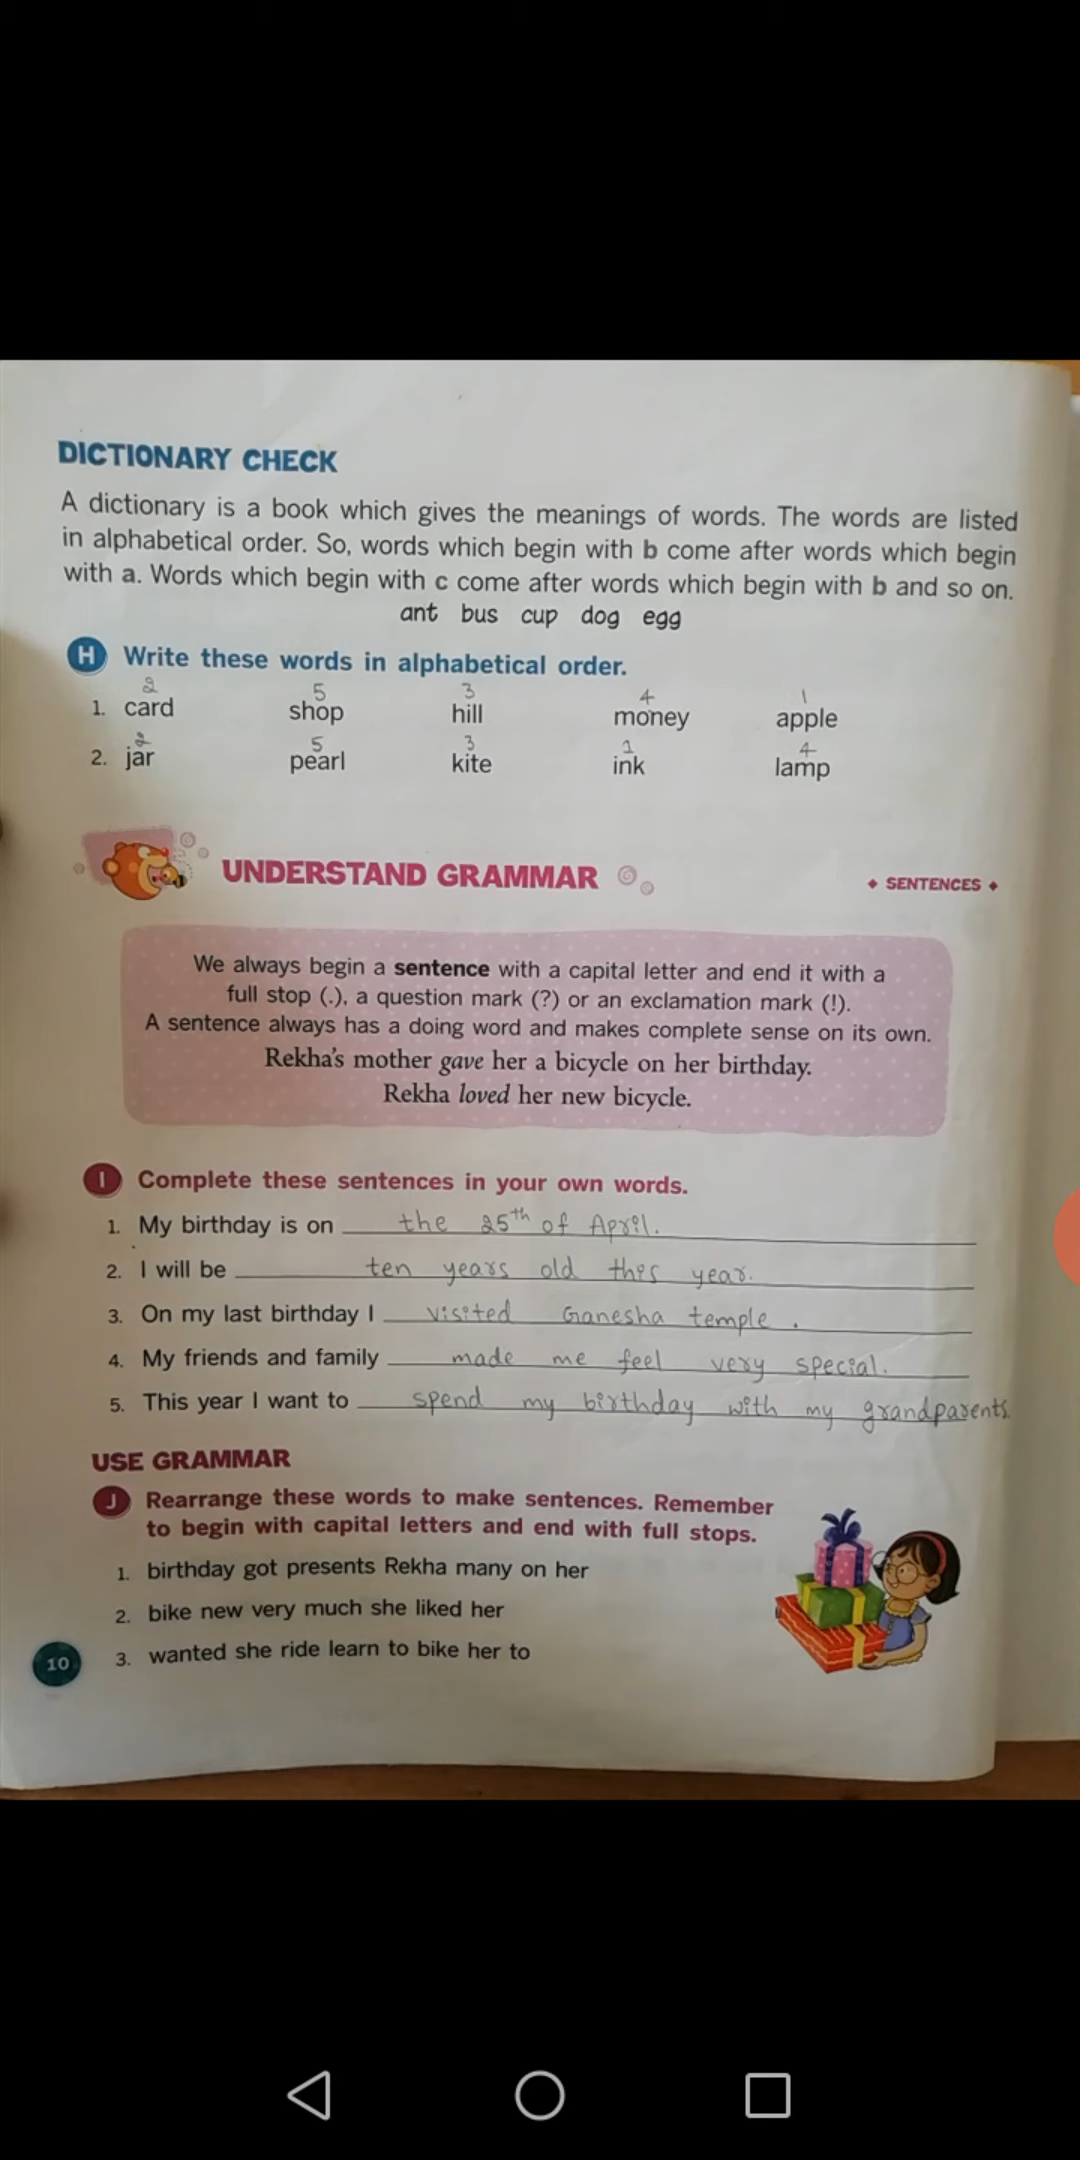 DICTIONARY CHECK
A dictionary is a book which gives the meanings of words. The words are listed
in alphabetical order. So, words which begin with b come after words which begin
with a. Words which begin with c come after words which begin with b and so on.
ant bus cup dog egg
H Write these words in alphabetical order.
2 5 3 4 1
1. card shop hill money apple
2 5 3 1 4
2. jar pearl kite ink lamp
UNDERSTAND GRAMMAR
◆ SENTENCES ◆
We always begin a sentence with a capital letter and end it with a
full stop (.), a question mark (?) or an exclamation mark (!).
A sentence always has a doing word and makes complete sense on its own.
Rekha's mother gave her a bicycle on her birthday.
Rekha loved her new bicycle.
I Complete these sentences in your own words.
1. My birthday is on the 25th of April.
2. I will be ten years old this year.
3. On my last birthday I visited Ganesha temple.
4. My friends and family made me feel very special.
5. This year I want to spend my birthday with my grandparents.
USE GRAMMAR
J Rearrange these words to make sentences. Remember
to begin with capital letters and end with full stops.
1. birthday got presents Rekha many on her
2. bike new very much she liked her
3. wanted she ride learn to bike her to
10